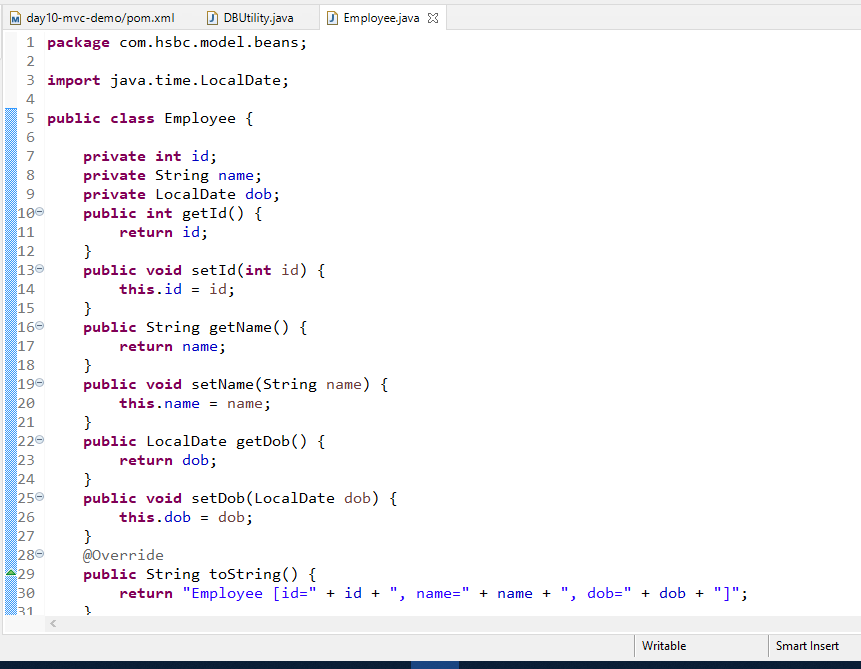 day10-mvc-demo/pom.xml DBUtility.java Employee.java
1 package com.hsbc.model.beans;
2
3 import java.time.LocalDate;
4
5 public class Employee {
6
7     private int id;
8     private String name;
9     private LocalDate dob;
10     public int getId() {
11         return id;
12     }
13     public void setId(int id) {
14         this.id = id;
15     }
16     public String getName() {
17         return name;
18     }
19     public void setName(String name) {
20         this.name = name;
21     }
22     public LocalDate getDob() {
23         return dob;
24     }
25     public void setDob(LocalDate dob) {
26         this.dob = dob;
27     }
28     @Override
29     public String toString() {
30         return "Employee [id=" + id + ", name=" + name + ", dob=" + dob + "]";
31     }
Writable Smart Insert